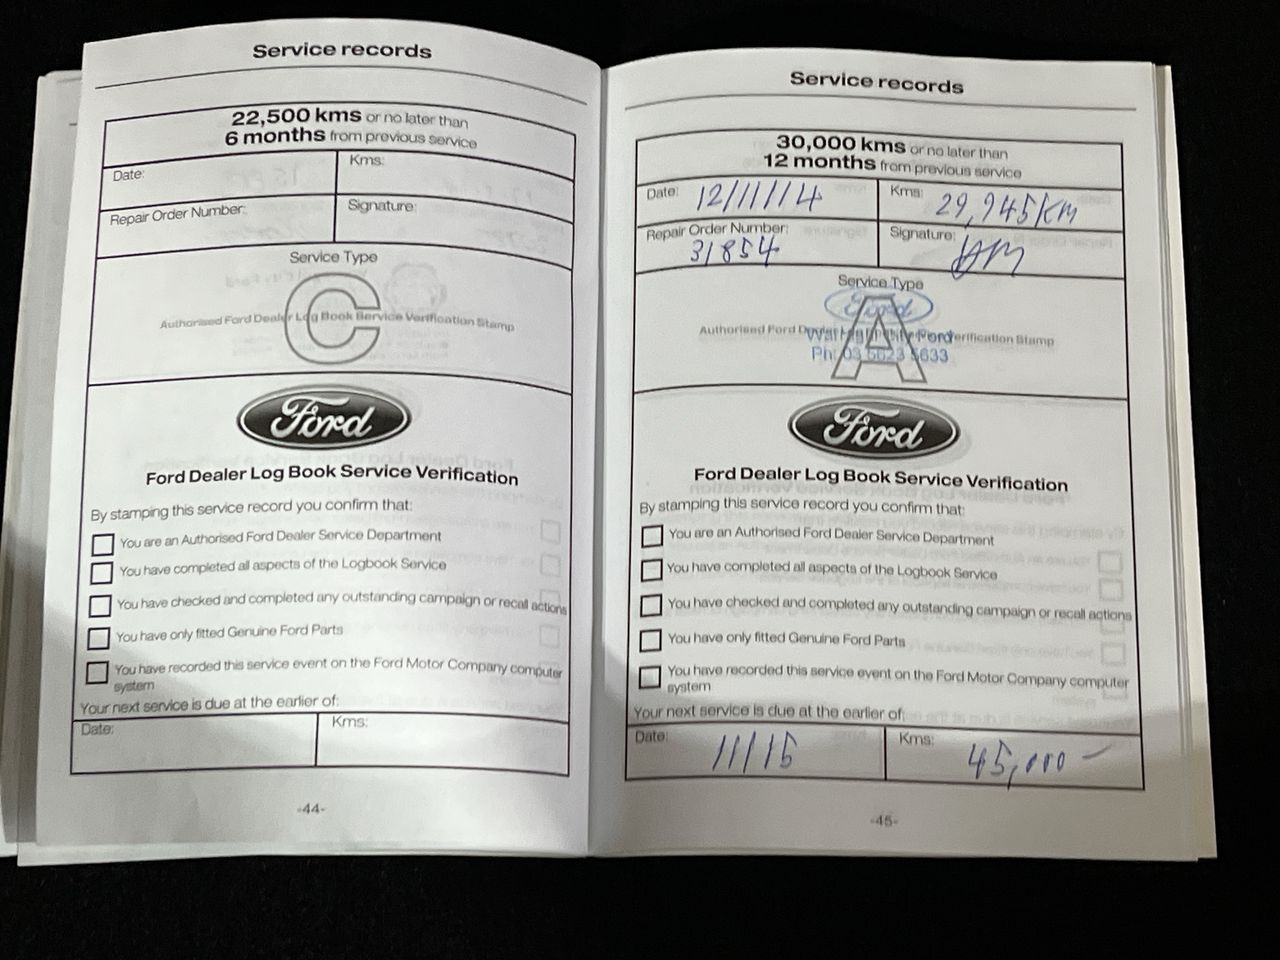 Service records
22,500 kms or no later than
6 months from previous service
Date:
Kms:
Repair Order Number:
Signature:
Service Type
C
Authorised Ford Dealer Log Book Service Verification Stamp
Ford
Ford Dealer Log Book Service Verification
By stamping this service record you confirm that:
You are an Authorised Ford Dealer Service Department
You have completed all aspects of the Logbook Service
You have checked and completed any outstanding campaign or recall actions
You have only fitted Genuine Ford Parts
You have recorded this service event on the Ford Motor Company computer
system
Your next service is due at the earlier of:
Date:
Kms:
-44-
Service records
30,000 kms or no later than
12 months from previous service
Date: 12/11/14
Kms: 29,945km
Repair Order Number:
31854
Signature:
Service Type
Ford
A
Authorised Ford Verification Stamp
Ford
Ph: 03 5623 5633
Ford
Ford Dealer Log Book Service Verification
By stamping this service record you confirm that:
You are an Authorised Ford Dealer Service Department
You have completed all aspects of the Logbook Service
You have checked and completed any outstanding campaign or recall actions
You have only fitted Genuine Ford Parts
You have recorded this service event on the Ford Motor Company computer
system
Your next service is due at the earlier of:
Date: 11/15
Kms: 45,000 -
-45-